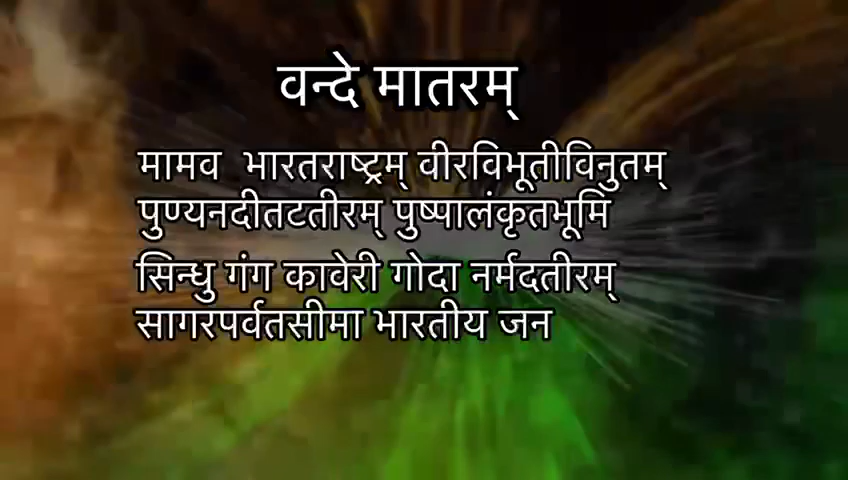 वन्दे मातरम्
मामव भारतराष्ट्रम् वीरविभूतीविनुतम्
पुण्यनदीतटतीरम् पुष्पालंकृतभूमि
सिन्धु गंग कावेरी गोदा नर्मदतीरम्
सागरपर्वतसीमा भारतीय जन